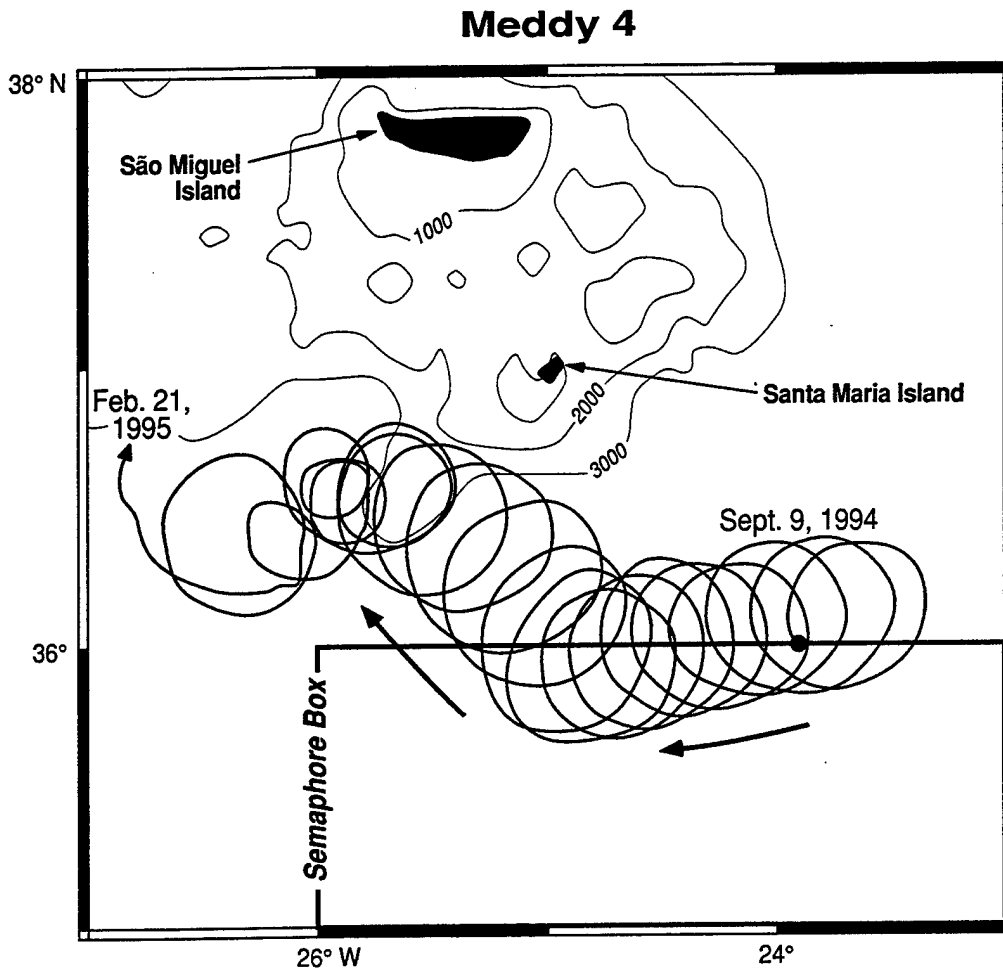 Meddy 4
38° N
São Miguel
Island
1000
2000
Santa Maria Island
Feb. 21,
1995
3000
Sept. 9, 1994
36°
Semaphore Box
26° W
24°